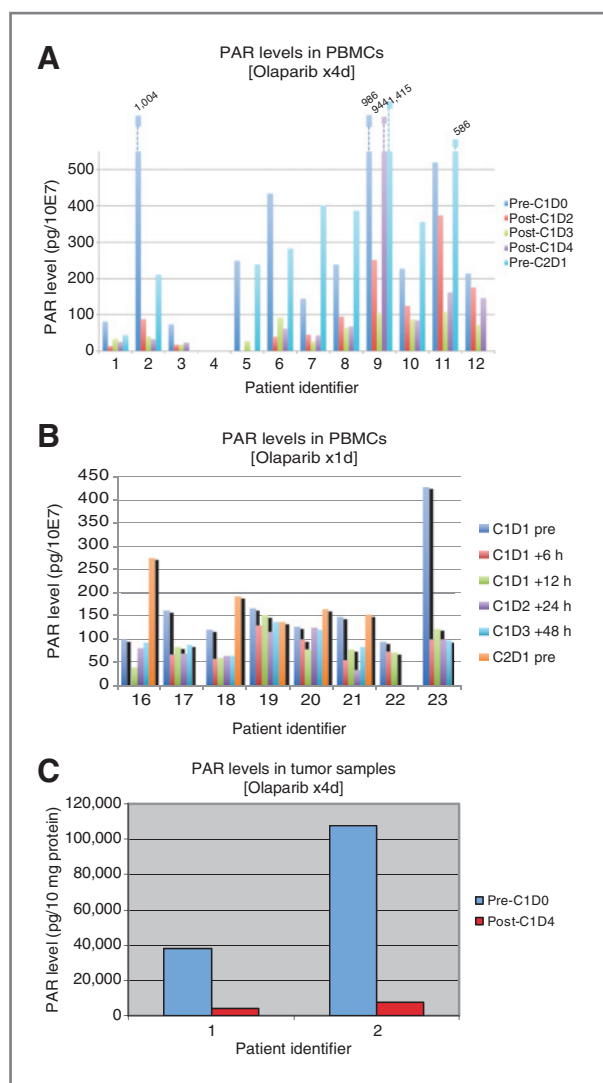 A
PAR levels in PBMCs
[Olaparib x4d]
1,004
986
944
1,415
586
500
400
300
200
100
0
PAR level (pg/10E7)
Pre-C1D0
Post-C1D2
Post-C1D3
Post-C1D4
Pre-C2D1
1 2 3 4 5 6 7 8 9 10 11 12
Patient identifier
B
PAR levels in PBMCs
[Olaparib x1d]
450
400
350
300
250
200
150
100
50
0
PAR level (pg/10E7)
C1D1 pre
C1D1 +6 h
C1D1 +12 h
C1D2 +24 h
C1D3 +48 h
C2D1 pre
16 17 18 19 20 21 22 23
Patient identifier
C
PAR levels in tumor samples
[Olaparib x4d]
120,000
100,000
80,000
60,000
40,000
20,000
0
PAR level (pg/10 mg protein)
Pre-C1D0
Post-C1D4
1 2
Patient identifier